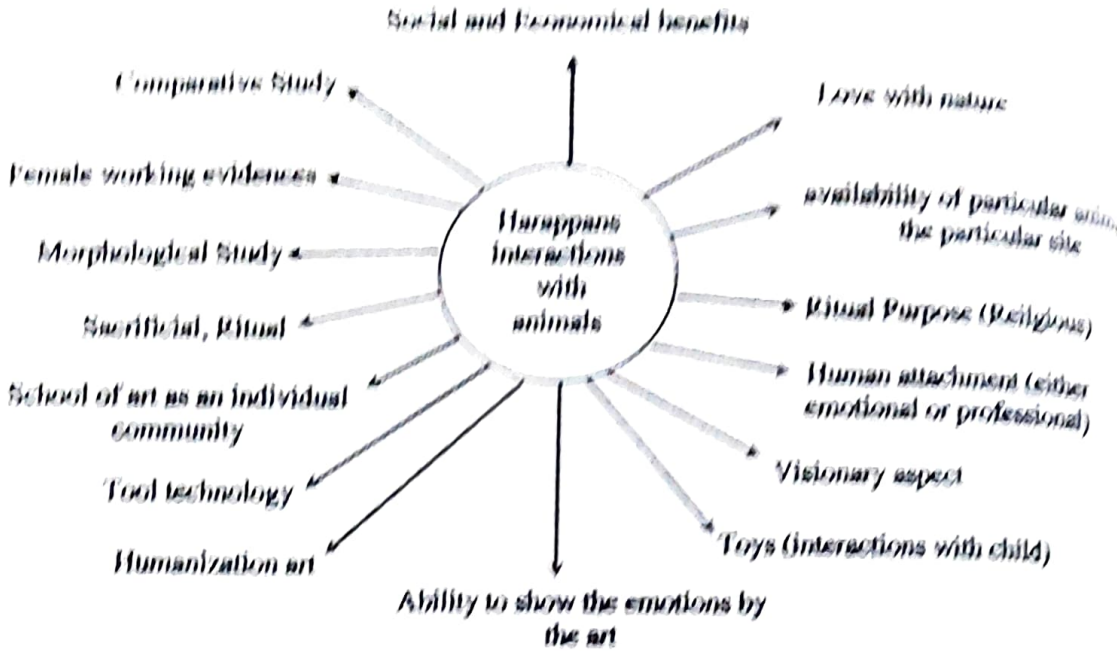 Social and Economical benefits
Comparative Study
Love with nature
Female working evidences
availability of particular
the particular site
Harappans
interactions
with
animals
Morphological Study
Ritual Purpose (Religious)
Sacrificial, Ritual
Human attachment (either
emotional or professional)
School of art as an individual
community
Visionary aspect
Tool technology
Toys (interactions with child)
Humanization art
Ability to show the emotions by
the art